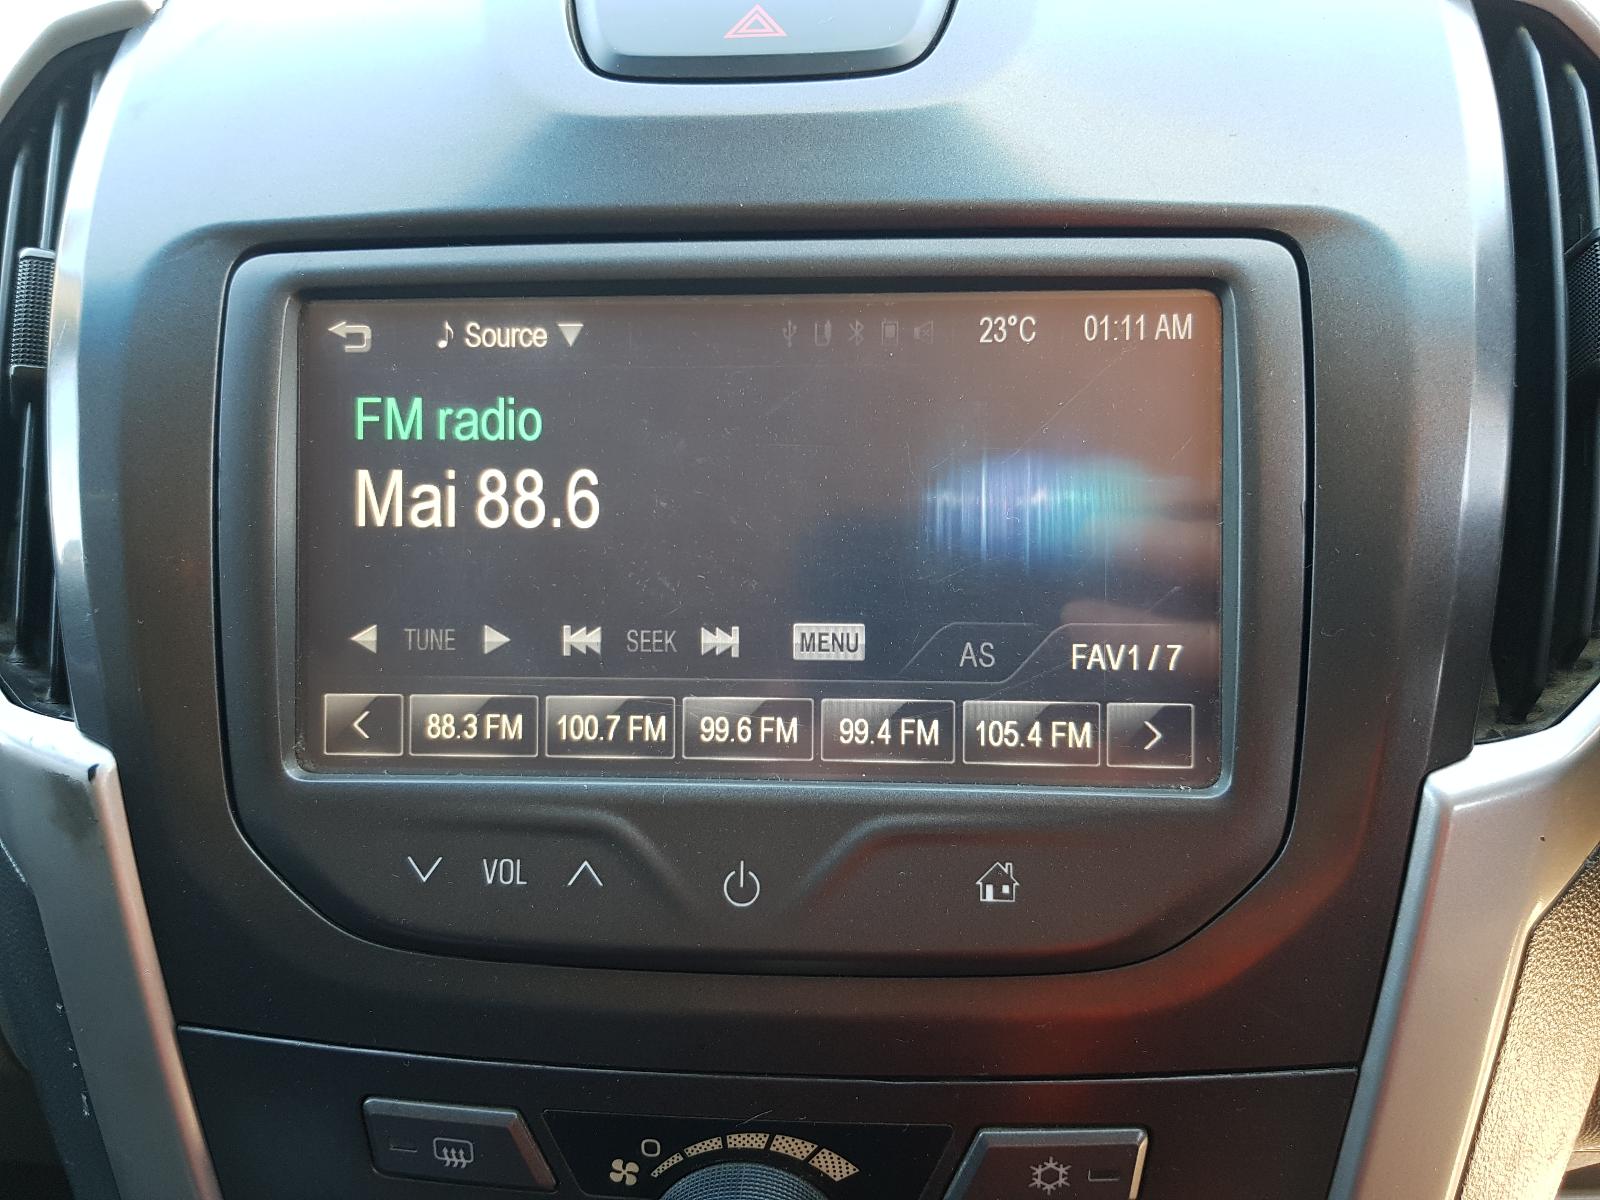 Source 23°C 01:11 AM
FM radio
Mai 88.6
TUNE SEEK MENU AS FAV1 / 7
88.3 FM 100.7 FM 99.6 FM 99.4 FM 105.4 FM
VOL